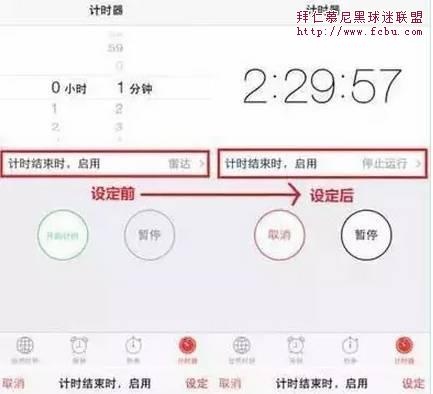 计时器
计时器
拜仁慕尼黑球迷联盟
http://www.fcbu.com
59
0
0 小时 1 分钟
1 2
2 3
3
2:29:57
计时结束时，启用 雷达 >
计时结束时，启用 停止运行 >
设定前
设定后
开始计时
暂停
取消
暂停
世界时钟 闹钟 秒表 计时器
世界时钟 闹钟 秒表 计时器
取消 计时结束时，启用 设定
取消 计时结束时，启用 设定